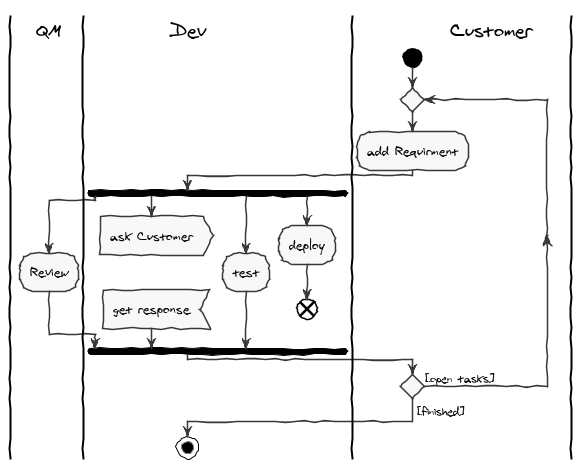 QM
Dev
Customer
add Requirment
ask Customer
deploy
Review
test
get response
[open tasks]
[finished]